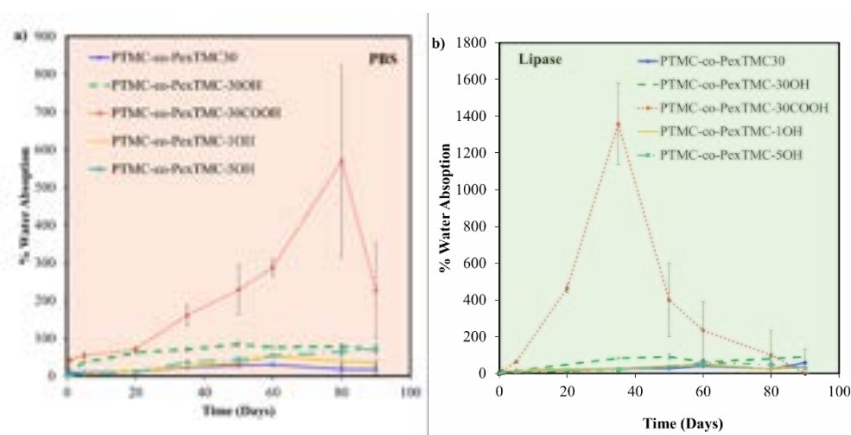 a)
PBS
900
800
700
600
500
400
300
200
100
0
% Water Absoption
PTMC-co-PexTMC30
PTMC-co-PexTMC-30OH
PTMC-co-PexTMC-30COOH
PTMC-co-PexTMC-1OH
PTMC-co-PexTMC-5OH
0 20 40 60 80 100
Time (Days)
b)
Lipase
1800
1600
1400
1200
1000
800
600
400
200
0
% Water Absoption
PTMC-co-PexTMC30
PTMC-co-PexTMC-30OH
PTMC-co-PexTMC-30COOH
PTMC-co-PexTMC-1OH
PTMC-co-PexTMC-5OH
0 20 40 60 80 100
Time (Days)